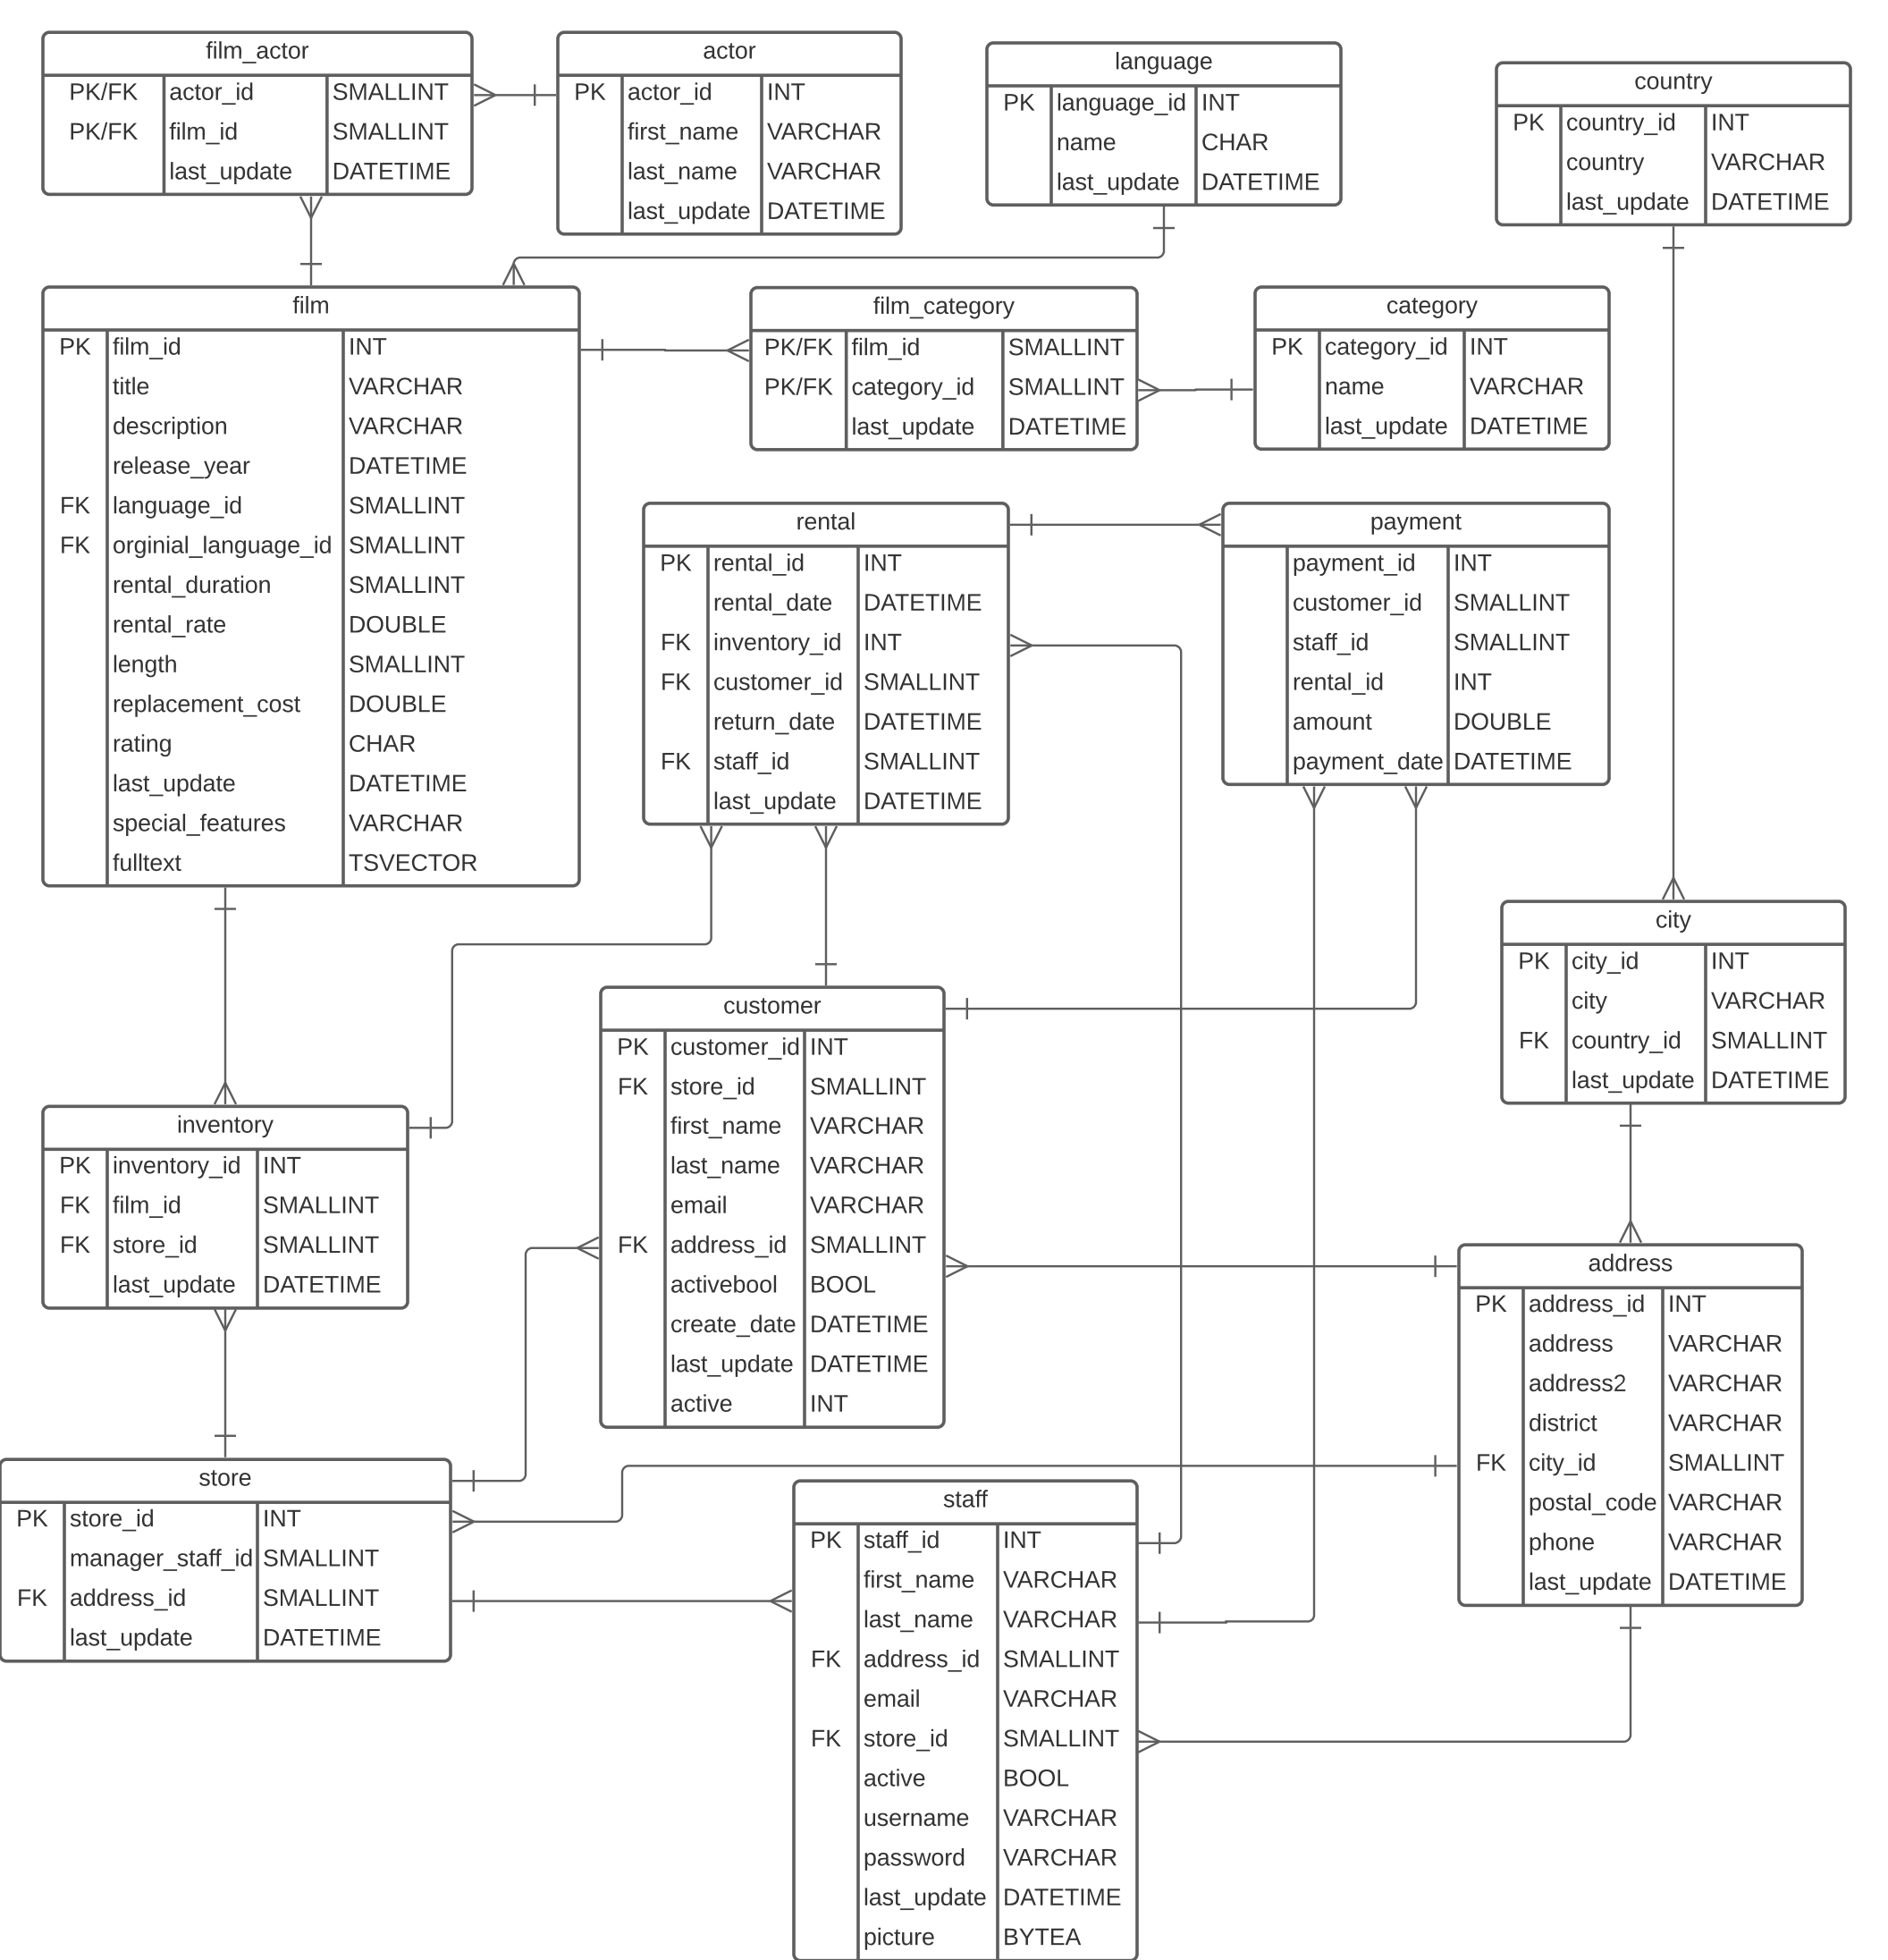 film_actor
PK/FK actor_id SMALLINT
PK/FK film_id SMALLINT
last_update DATETIME
actor
PK actor_id INT
first_name VARCHAR
last_name VARCHAR
last_update DATETIME
language
PK language_id INT
name CHAR
last_update DATETIME
country
PK country_id INT
country VARCHAR
last_update DATETIME
film
PK film_id INT
title VARCHAR
description VARCHAR
release_year DATETIME
FK language_id SMALLINT
FK orginial_language_id SMALLINT
rental_duration SMALLINT
rental_rate DOUBLE
length SMALLINT
replacement_cost DOUBLE
rating CHAR
last_update DATETIME
special_features VARCHAR
fulltext TSVECTOR
film_category
PK/FK film_id SMALLINT
PK/FK category_id SMALLINT
last_update DATETIME
category
PK category_id INT
name VARCHAR
last_update DATETIME
rental
PK rental_id INT
rental_date DATETIME
FK inventory_id INT
FK customer_id SMALLINT
return_date DATETIME
FK staff_id SMALLINT
last_update DATETIME
payment
payment_id INT
customer_id SMALLINT
staff_id SMALLINT
rental_id INT
amount DOUBLE
payment_date DATETIME
city
PK city_id INT
city VARCHAR
FK country_id SMALLINT
last_update DATETIME
customer
PK customer_id INT
FK store_id SMALLINT
first_name VARCHAR
last_name VARCHAR
email VARCHAR
FK address_id SMALLINT
activebool BOOL
create_date DATETIME
last_update DATETIME
active INT
inventory
PK inventory_id INT
FK film_id SMALLINT
FK store_id SMALLINT
last_update DATETIME
address
PK address_id INT
address VARCHAR
address2 VARCHAR
district VARCHAR
FK city_id SMALLINT
postal_code VARCHAR
phone VARCHAR
last_update DATETIME
store
PK store_id INT
manager_staff_id SMALLINT
FK address_id SMALLINT
last_update DATETIME
staff
PK staff_id INT
first_name VARCHAR
last_name VARCHAR
FK address_id SMALLINT
email VARCHAR
FK store_id SMALLINT
active BOOL
username VARCHAR
password VARCHAR
last_update DATETIME
picture BYTEA